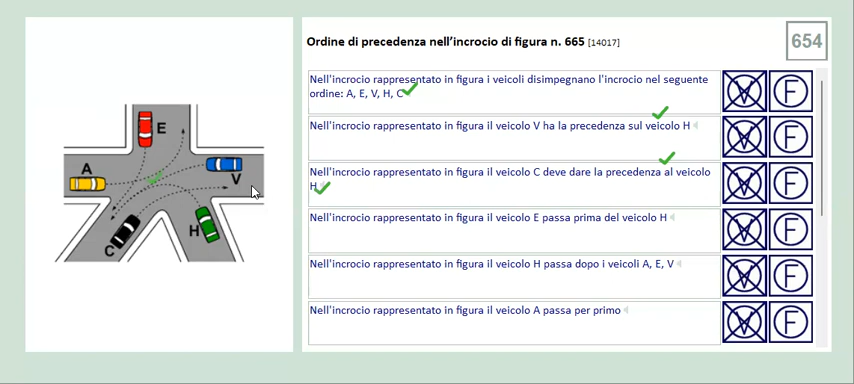 Ordine di precedenza nell'incrocio di figura n. 665 [14017]
654
Nell'incrocio rappresentato in figura i veicoli disimpegnano l'incrocio nel seguente
ordine: A, E, V, H, C
V F
Nell'incrocio rappresentato in figura il veicolo V ha la precedenza sul veicolo H
V F
Nell'incrocio rappresentato in figura il veicolo C deve dare la precedenza al veicolo
H
V F
Nell'incrocio rappresentato in figura il veicolo E passa prima del veicolo H
V F
Nell'incrocio rappresentato in figura il veicolo H passa dopo i veicoli A, E, V
V F
Nell'incrocio rappresentato in figura il veicolo A passa per primo
V F
E
A
V
H
C